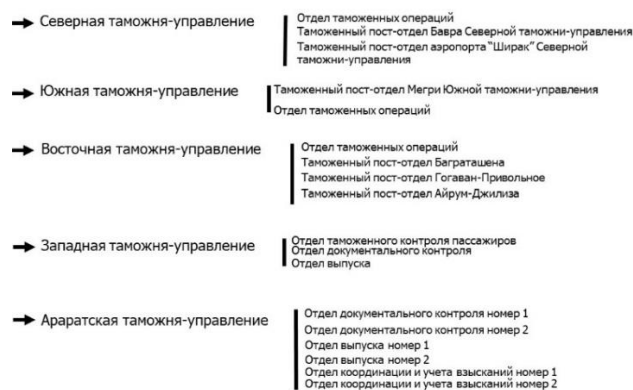 Северная таможня-управление
Отдел таможенных операций
Таможенный пост-отдел Бавра Северной таможни-управления
Таможенный пост-отдел аэропорта “Ширак” Северной
таможни-управления
Южная таможня-управление
Таможенный пост-отдел Мегри Южной таможни-управления
Отдел таможенных операций
Восточная таможня-управление
Отдел таможенных операций
Таможенный пост-отдел Баграташена
Таможенный пост-отдел Гогаван-Привольное
Таможенный пост-отдел Айрум-Джилиза
Западная таможня-управление
Отдел таможенного контроля пассажиров
Отдел документального контроля
Отдел выпуска
Араратская таможня-управление
Отдел документального контроля номер 1
Отдел документального контроля номер 2
Отдел выпуска номер 1
Отдел выпуска номер 2
Отдел координации и учета взысканий номер 1
Отдел координации и учета взысканий номер 2